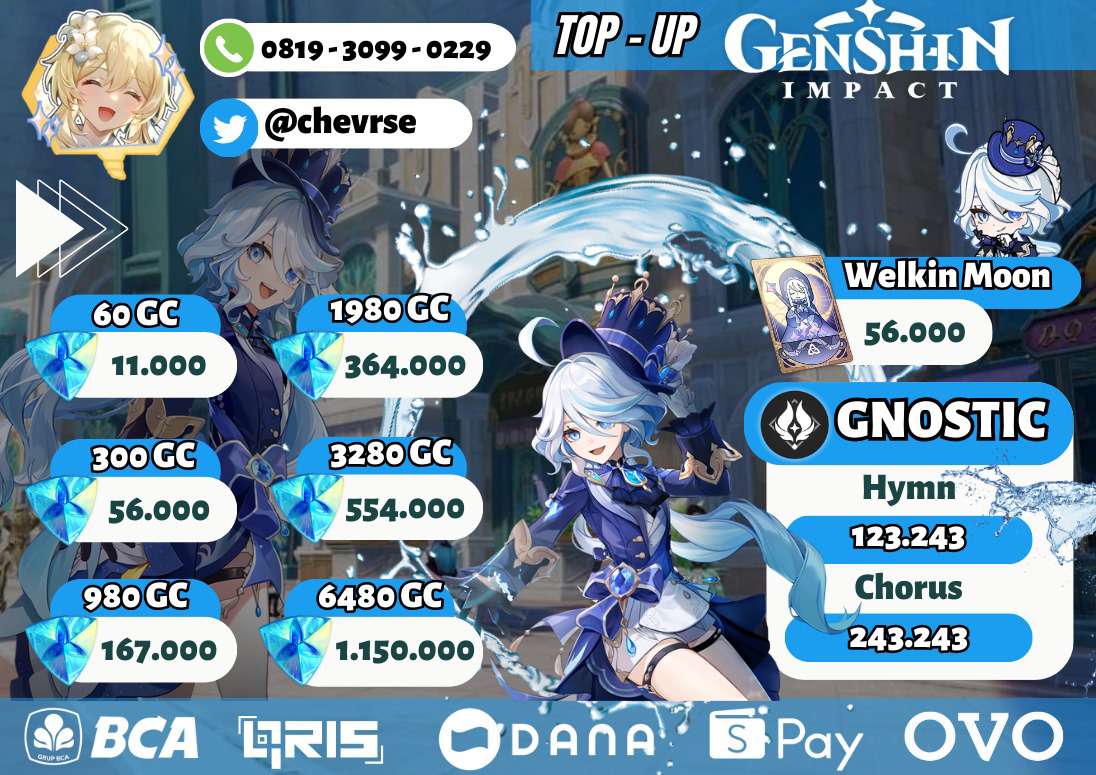 0819 - 3099 - 0229
TOP - UP
GENSHIN
IMPACT
@chevrse
Welkin Moon
56.000
60 GC
11.000
1980 GC
364.000
300 GC
56.000
3280 GC
554.000
980 GC
167.000
6480 GC
1.150.000
GNOSTIC
Hymn
123.243
Chorus
243.243
GRUP BCA
BCA
QRIS
DANA
S Pay
OVO